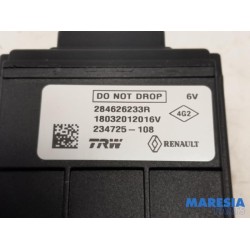 DO NOT DROP 6V
284626233R
18032012016V 4G2
234725-108
TRW RENAULT
MARESIA